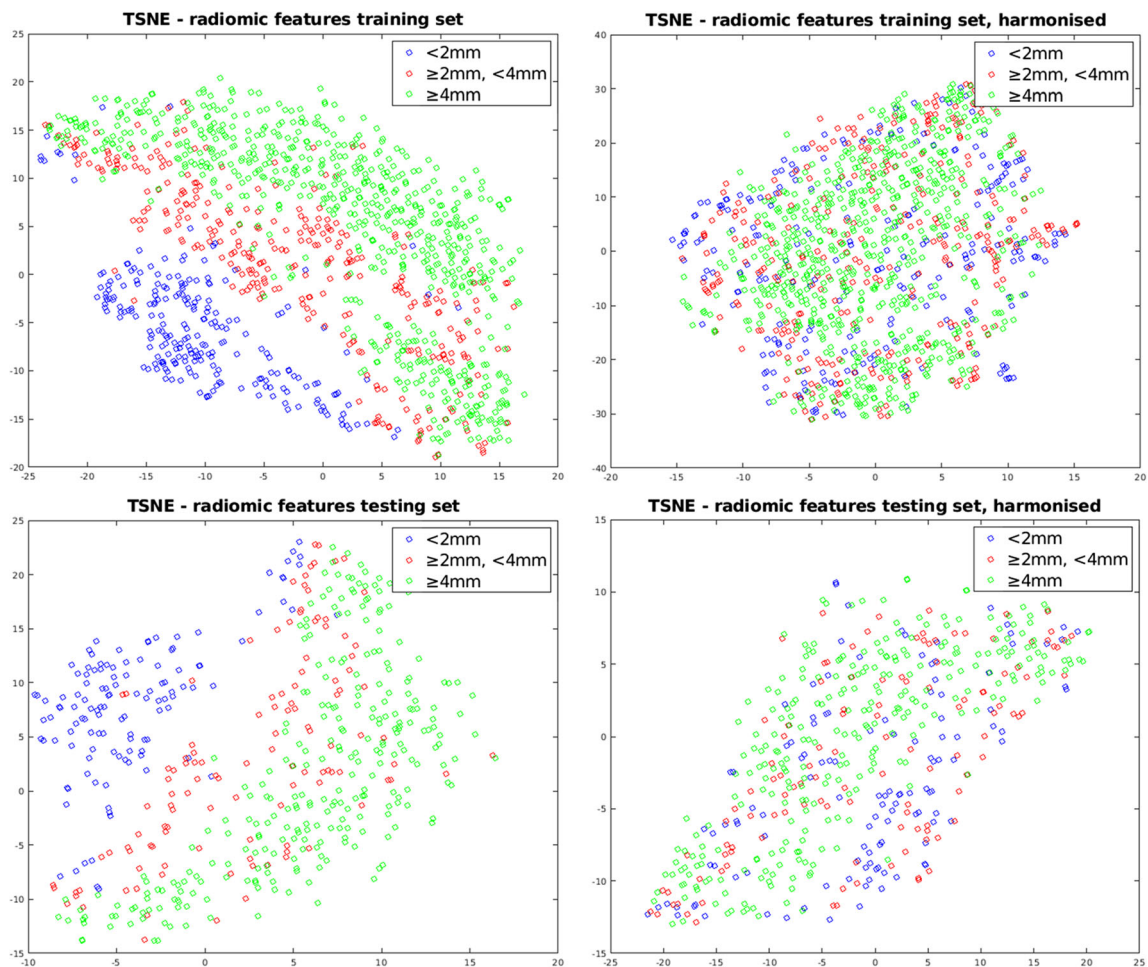 TSNE - radiomic features training set
<2mm
≥2mm, <4mm
≥4mm
25
20
15
10
5
0
-5
-10
-15
-20
-25 -20 -15 -10 -5 0 5 10 15 20
TSNE - radiomic features training set, harmonised
<2mm
≥2mm, <4mm
≥4mm
40
30
20
10
0
-10
-20
-30
-40
-20 -15 -10 -5 0 5 10 15 20
TSNE - radiomic features testing set
<2mm
≥2mm, <4mm
≥4mm
25
20
15
10
5
0
-5
-10
-15
-10 -5 0 5 10 15 20
TSNE - radiomic features testing set, harmonised
<2mm
≥2mm, <4mm
≥4mm
15
10
5
0
-5
-10
-15
-25 -20 -15 -10 -5 0 5 10 15 20 25